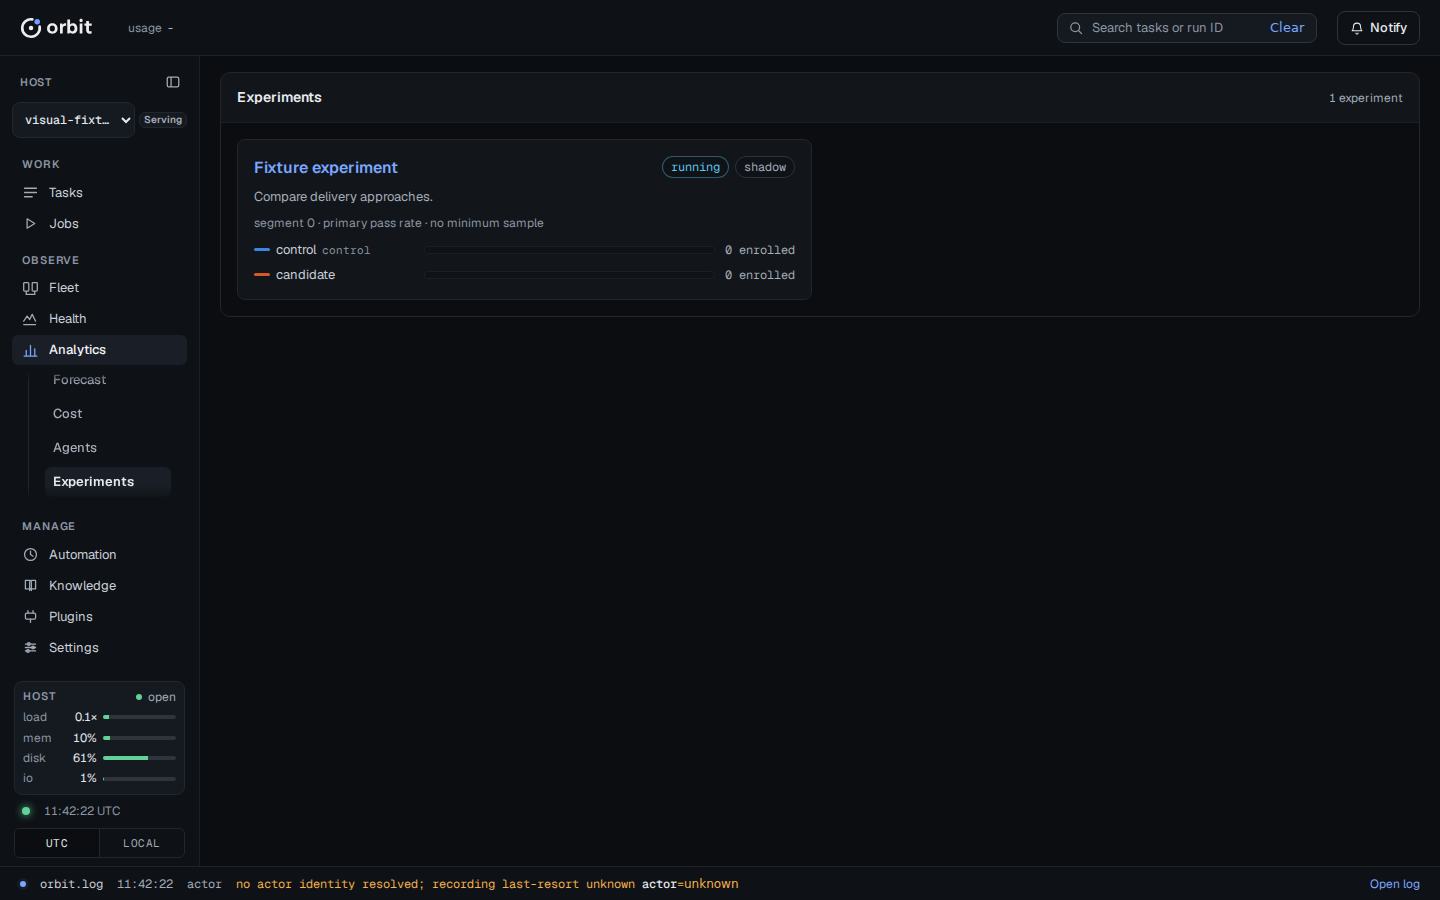 orbit
usage -
Search tasks or run ID
Clear
Notify
HOST
visual-fixt…
Serving
WORK
Tasks
Jobs
OBSERVE
Fleet
Health
Analytics
Forecast
Cost
Agents
Experiments
MANAGE
Automation
Knowledge
Plugins
Settings
HOST open
load 0.1×
mem 10%
disk 61%
io 1%
11:42:22 UTC
UTC LOCAL
Experiments
1 experiment
Fixture experiment
running shadow
Compare delivery approaches.
segment 0 · primary pass rate · no minimum sample
control control 0 enrolled
candidate 0 enrolled
orbit.log 11:42:22 actor no actor identity resolved; recording last-resort unknown actor=unknown
Open log